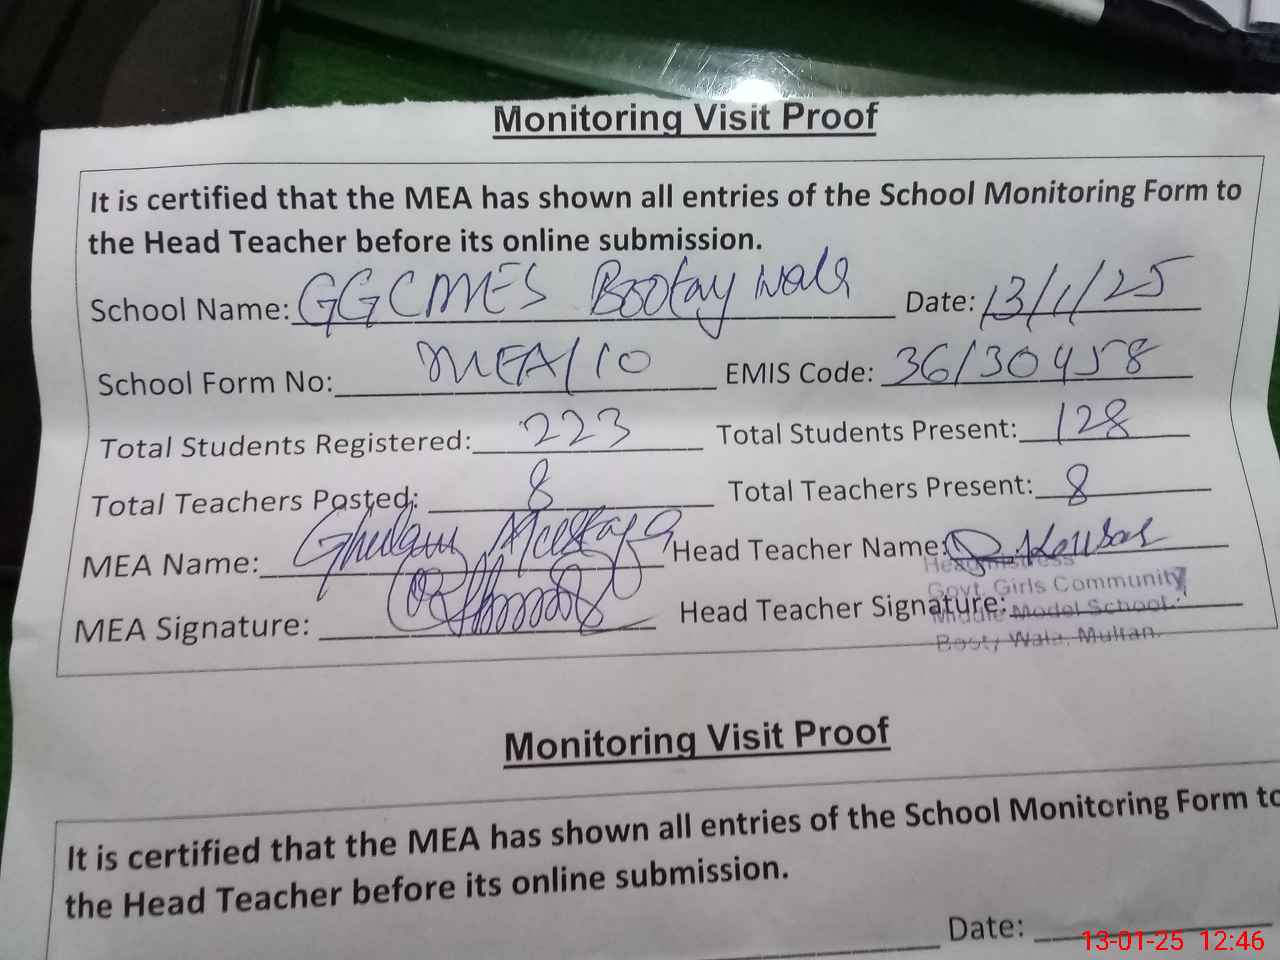 Monitoring Visit Proof
It is certified that the MEA has shown all entries of the School Monitoring Form to
the Head Teacher before its online submission.
School Name: GGCMES Bootay wala Date: 13/1/25
School Form No: MEA/10 EMIS Code: 36130458
Total Students Registered: 223 Total Students Present: 128
Total Teachers Posted: 8 Total Teachers Present: 8
MEA Name: Ghulam Mustafa Head Teacher Name: Kausar
Headmistress
Govt. Girls Community
MEA Signature: Head Teacher Signature:
Middle Model School
Booty Wala, Multan.
Monitoring Visit Proof
It is certified that the MEA has shown all entries of the School Monitoring Form to
the Head Teacher before its online submission.
Date:
13-01-25 12:46